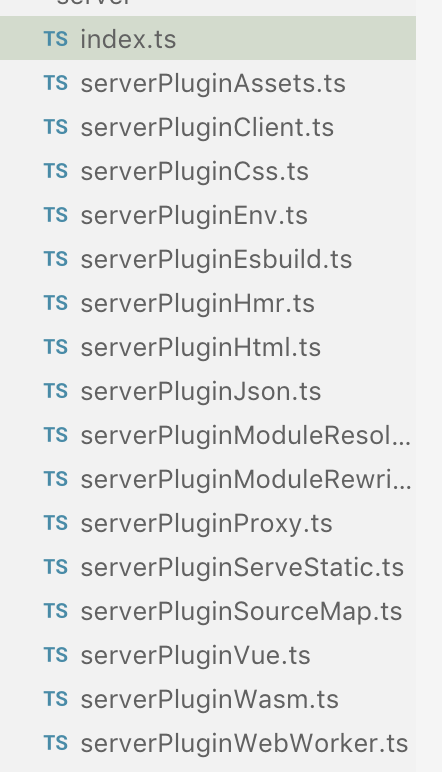 server
TS index.ts
TS serverPluginAssets.ts
TS serverPluginClient.ts
TS serverPluginCss.ts
TS serverPluginEnv.ts
TS serverPluginEsbuild.ts
TS serverPluginHmr.ts
TS serverPluginHtml.ts
TS serverPluginJson.ts
TS serverPluginModuleResol...
TS serverPluginModuleRewri...
TS serverPluginProxy.ts
TS serverPluginServeStatic.ts
TS serverPluginSourceMap.ts
TS serverPluginVue.ts
TS serverPluginWasm.ts
TS serverPluginWebWorker.ts